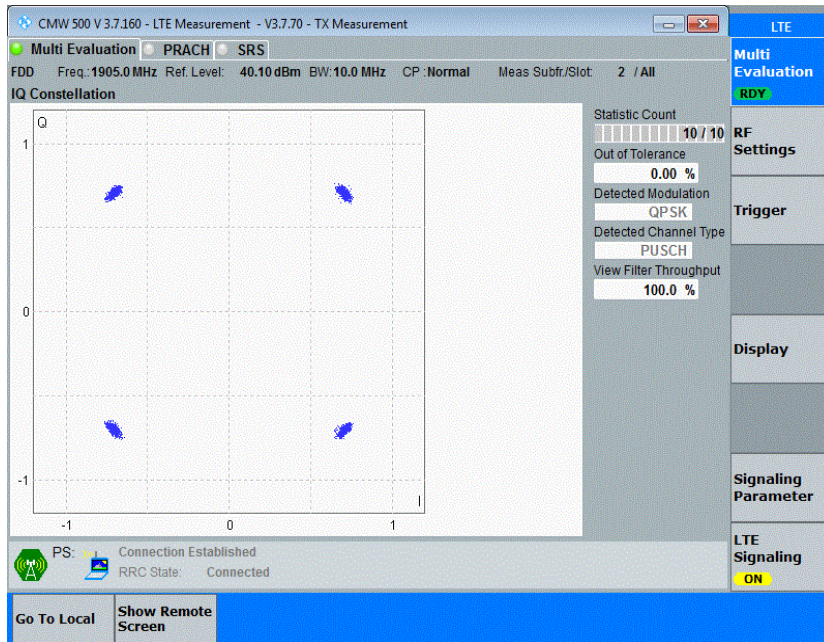 CMW 500 V 3.7.160 - LTE Measurement - V3.7.70 - TX Measurement
LTE
Multi Evaluation PRACH SRS
Multi
Evaluation
RDY
FDD Freq.:1905.0 MHz Ref. Level: 40.10 dBm BW:10.0 MHz CP :Normal Meas Subfr./Slot: 2 / All
IQ Constellation
Q
1
0
-1
-1 0 1
I
Statistic Count
10 / 10
Out of Tolerance
0.00 %
Detected Modulation
QPSK
Detected Channel Type
PUSCH
View Filter Throughput
100.0 %
RF
Settings
Trigger
Display
Signaling
Parameter
LTE
Signaling
ON
PS: Connection Established
RRC State: Connected
Go To Local
Show Remote
Screen